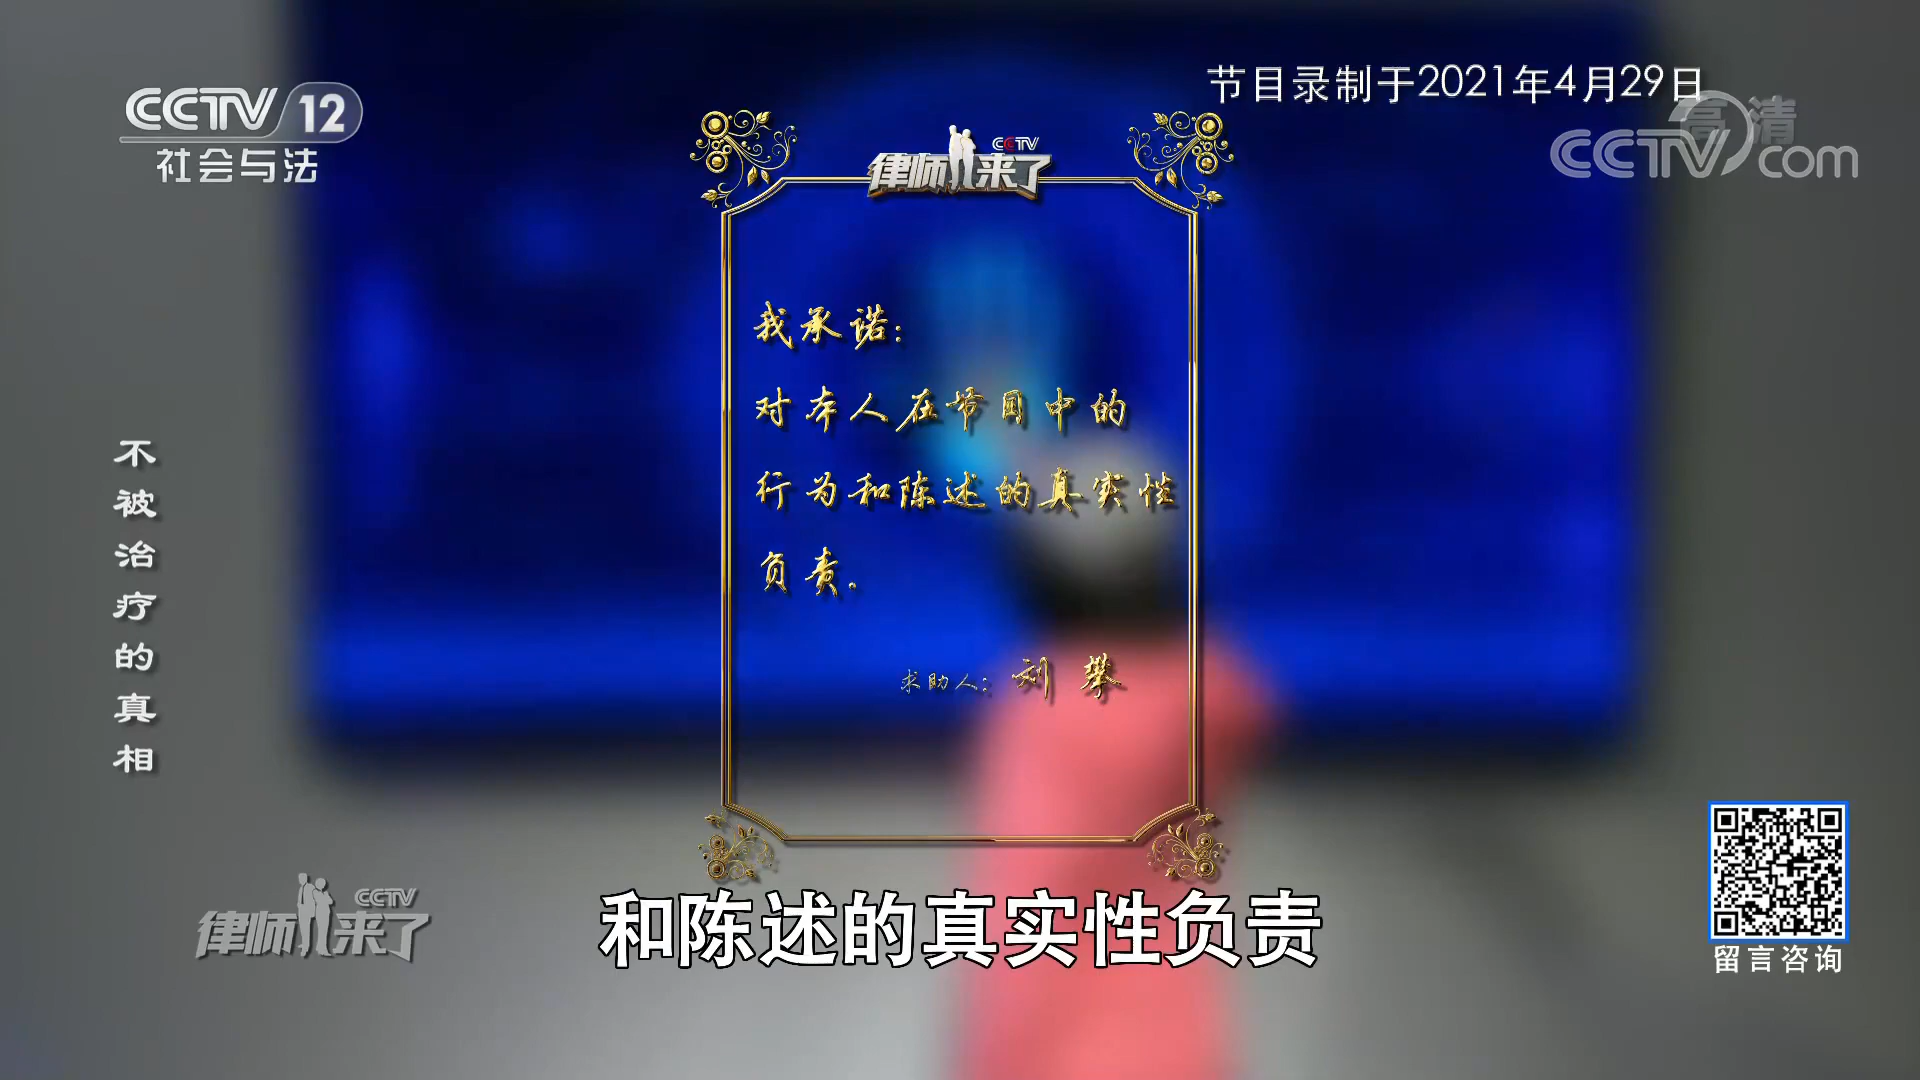 节目录制于2021年4月29日
CCTV 12
社会与法
高清
CCTV com
CCTV
律师来了
我承诺:
对本人在节目中的
行为和陈述的真实性
负责。
求助人: 刘攀
不被治疗的真相
CCTV
律师来了
和陈述的真实性负责
留言咨询